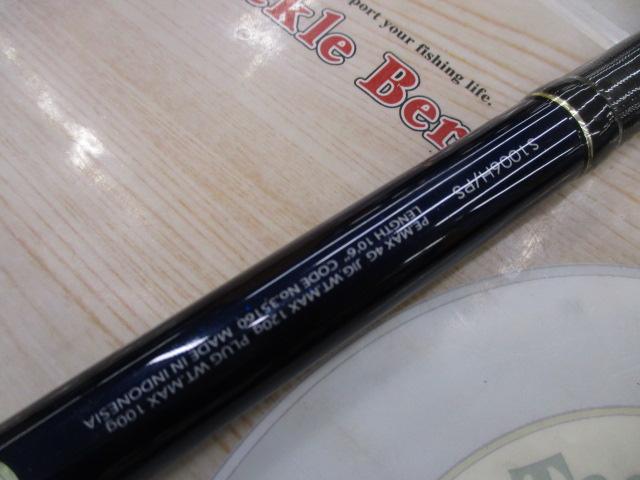 port your fishing life.
ckle Ber
S1006H/PS
PE.MAX 4G JIG WT.MAX 120g PLUG WT.MAX 100g
LENGTH 10'6" CODE No.35160 MADE IN INDONESIA